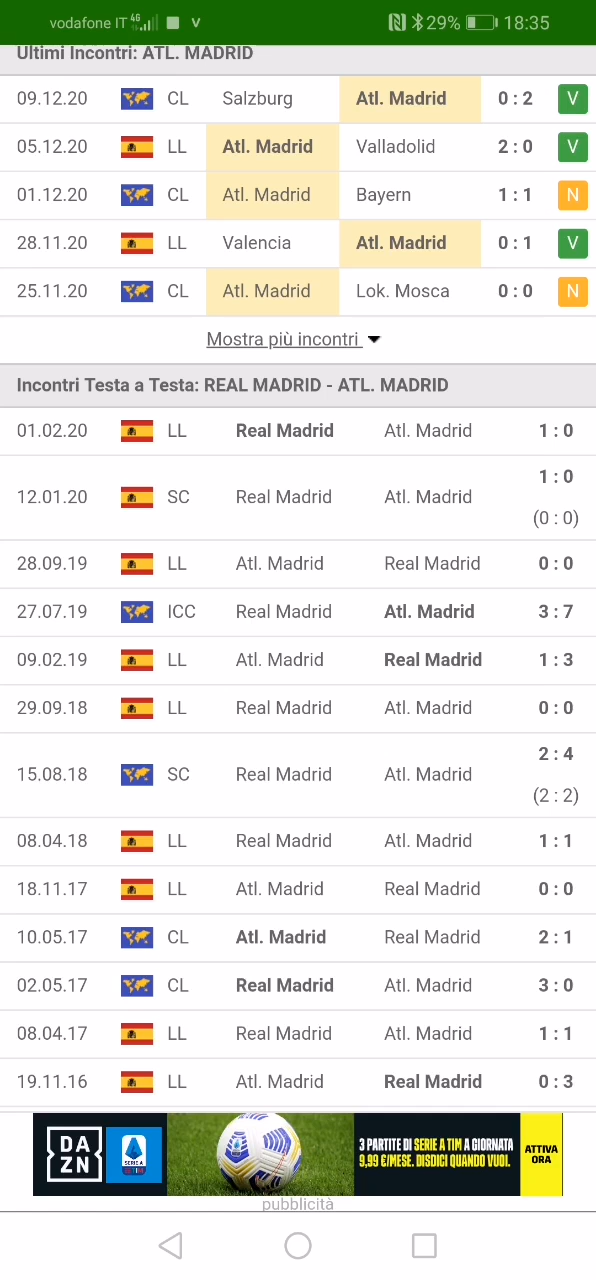 vodafone IT 4G V 29% 18:35
Ultimi Incontri: ATL. MADRID
09.12.20 CL Salzburg Atl. Madrid 0 : 2 V
05.12.20 LL Atl. Madrid Valladolid 2 : 0 V
01.12.20 CL Atl. Madrid Bayern 1 : 1 N
28.11.20 LL Valencia Atl. Madrid 0 : 1 V
25.11.20 CL Atl. Madrid Lok. Mosca 0 : 0 N
Mostra più incontri
Incontri Testa a Testa: REAL MADRID - ATL. MADRID
01.02.20 LL Real Madrid Atl. Madrid 1 : 0
12.01.20 SC Real Madrid Atl. Madrid 1 : 0
(0 : 0)
28.09.19 LL Atl. Madrid Real Madrid 0 : 0
27.07.19 ICC Real Madrid Atl. Madrid 3 : 7
09.02.19 LL Atl. Madrid Real Madrid 1 : 3
29.09.18 LL Real Madrid Atl. Madrid 0 : 0
15.08.18 SC Real Madrid Atl. Madrid 2 : 4
(2 : 2)
08.04.18 LL Real Madrid Atl. Madrid 1 : 1
18.11.17 LL Atl. Madrid Real Madrid 0 : 0
10.05.17 CL Atl. Madrid Real Madrid 2 : 1
02.05.17 CL Real Madrid Atl. Madrid 3 : 0
08.04.17 LL Real Madrid Atl. Madrid 1 : 1
19.11.16 LL Atl. Madrid Real Madrid 0 : 3
DA
ZN
SERIE A
TIM
3 PARTITE DI SERIE A TIM A GIORNATA
9,99 €/MESE. DISDICI QUANDO VUOI.
ATTIVA
ORA
pubblicità